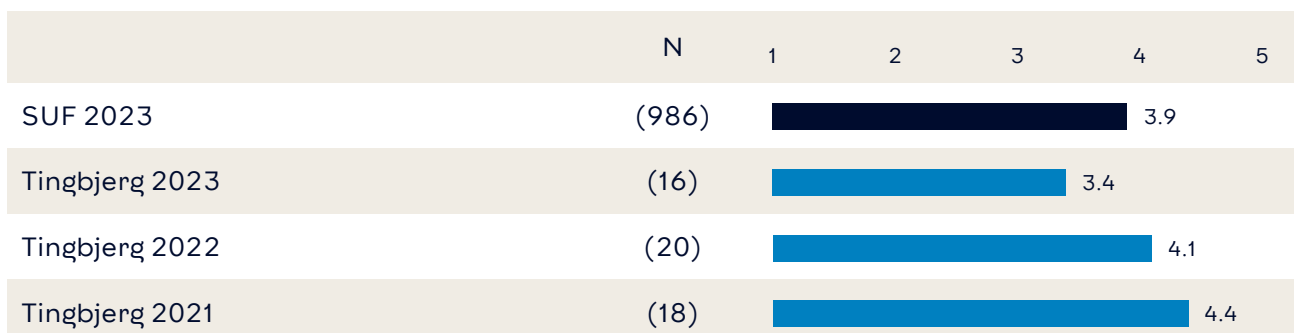 N 1 2 3 4 5
SUF 2023 (986) 3.9
Tingbjerg 2023 (16) 3.4
Tingbjerg 2022 (20) 4.1
Tingbjerg 2021 (18) 4.4